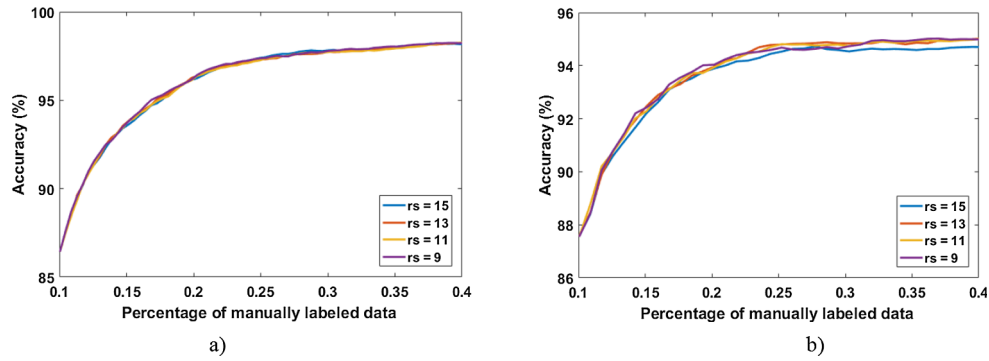 100
95
90
85
Accuracy (%)
0.1 0.15 0.2 0.25 0.3 0.35 0.4
Percentage of manually labeled data
rs = 15
rs = 13
rs = 11
rs = 9
a)
96
94
92
90
88
86
Accuracy (%)
0.1 0.15 0.2 0.25 0.3 0.35 0.4
Percentage of manually labeled data
rs = 15
rs = 13
rs = 11
rs = 9
b)